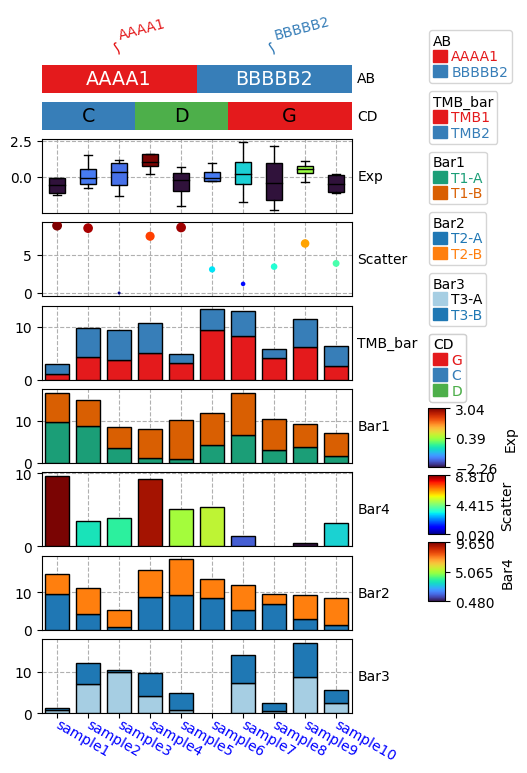 AAAA1
BBBBB2
AAAA1
BBBBB2
AB
C
D
G
CD
2.5
0.0
Exp
5
0
Scatter
10
0
TMB_bar
10
0
Bar1
10
0
Bar4
10
0
Bar2
10
0
Bar3
sample1
sample2
sample3
sample4
sample5
sample6
sample7
sample8
sample9
sample10
AB
AAAA1
BBBBB2
TMB_bar
TMB1
TMB2
Bar1
T1-A
T1-B
Bar2
T2-A
T2-B
Bar3
T3-A
T3-B
CD
G
C
D
3.04
0.39
−2.26
Exp
8.810
4.415
0.020
Scatter
9.650
5.065
0.480
Bar4